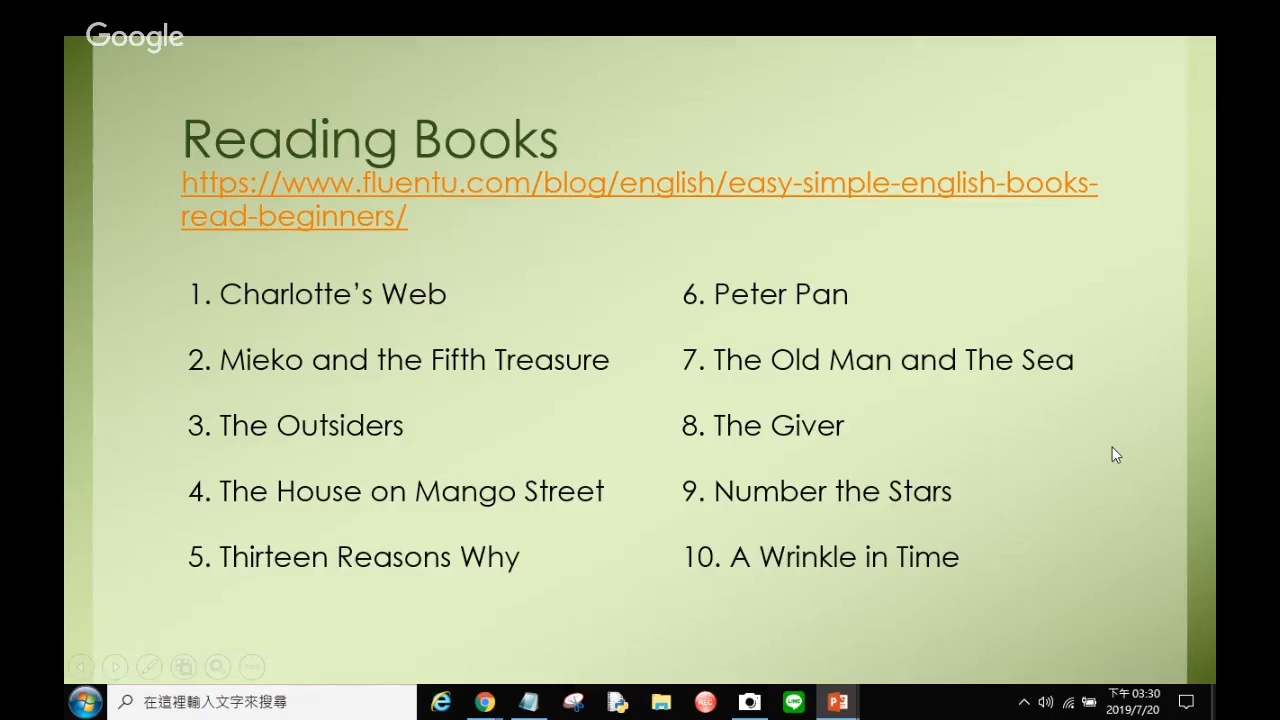 Google
Reading Books
https://www.fluentu.com/blog/english/easy-simple-english-books-
read-beginners/
1. Charlotte’s Web
2. Mieko and the Fifth Treasure
3. The Outsiders
4. The House on Mango Street
5. Thirteen Reasons Why
6. Peter Pan
7. The Old Man and The Sea
8. The Giver
9. Number the Stars
10. A Wrinkle in Time
在這裡輸入文字來搜尋
REC
LINE
下午 03:30
2019/7/20